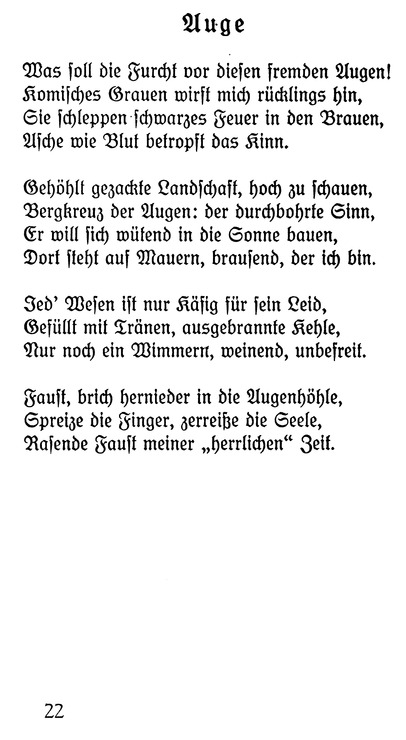 Auge
Was soll die Furcht vor diesen fremden Augen!
Komisches Grauen wirft mich rücklings hin,
Sie schleppen schwarzes Feuer in den Brauen,
Asche wie Blut betropft das Kinn.
Gehöhlt gezackte Landschaft, hoch zu schauen,
Bergkreuz der Augen: der durchbohrte Sinn,
Er will sich wütend in die Sonne bauen,
Dort steht auf Mauern, brausend, der ich bin.
Jed' Wesen ist nur Käfig für sein Leid,
Gefüllt mit Tränen, ausgebrannte Kehle,
Nur noch ein Wimmern, weinend, unbefreit.
Faust, brich hernieder in die Augenhöhle,
Spreize die Finger, zerreiße die Seele,
Rasende Faust meiner „herrlichen“ Zeit.
22